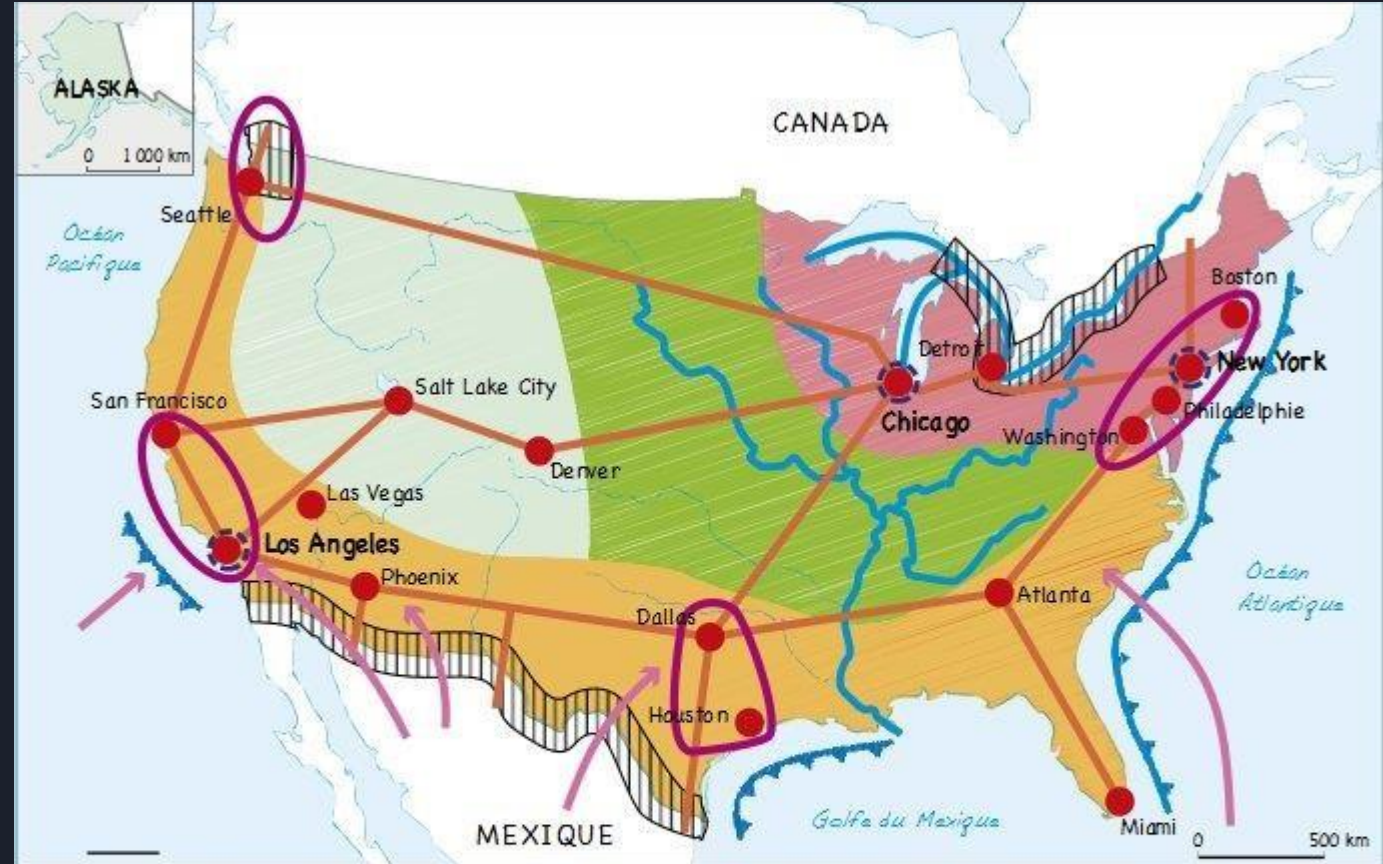 ALASKA
0 1 000 km
CANADA
Seattle
Océan
Pacifique
Boston
Detroit
New York
Salt Lake City
San Francisco
Philadelphie
Chicago
Washington
Denver
Las Vegas
Los Angeles
Phoenix
Océan
Atlantique
Atlanta
Dallas
Houston
Golfe du Mexique
MEXIQUE
Miami
0 500 km